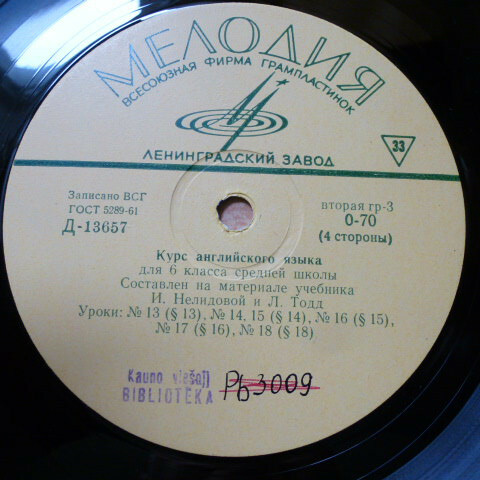 МЕЛОДИЯ
ВСЕСОЮЗНАЯ ФИРМА ГРАМПЛАСТИНОК
ЛЕНИНГРАДСКИЙ ЗАВОД
33
Записано ВСГ
ГОСТ 5289-61
Д-13657
вторая гр-3
0-70
(4 стороны)
Курс английского языка
для 6 класса средней школы
Составлен на материале учебника
И. Нелидовой и Л. Тодд
Уроки: № 13 (§ 13), № 14, 15 (§ 14), № 16 (§ 15),
№ 17 (§ 16), № 18 (§ 18)
Kauno viešoji
BIBLIOTEKA
Pb3009